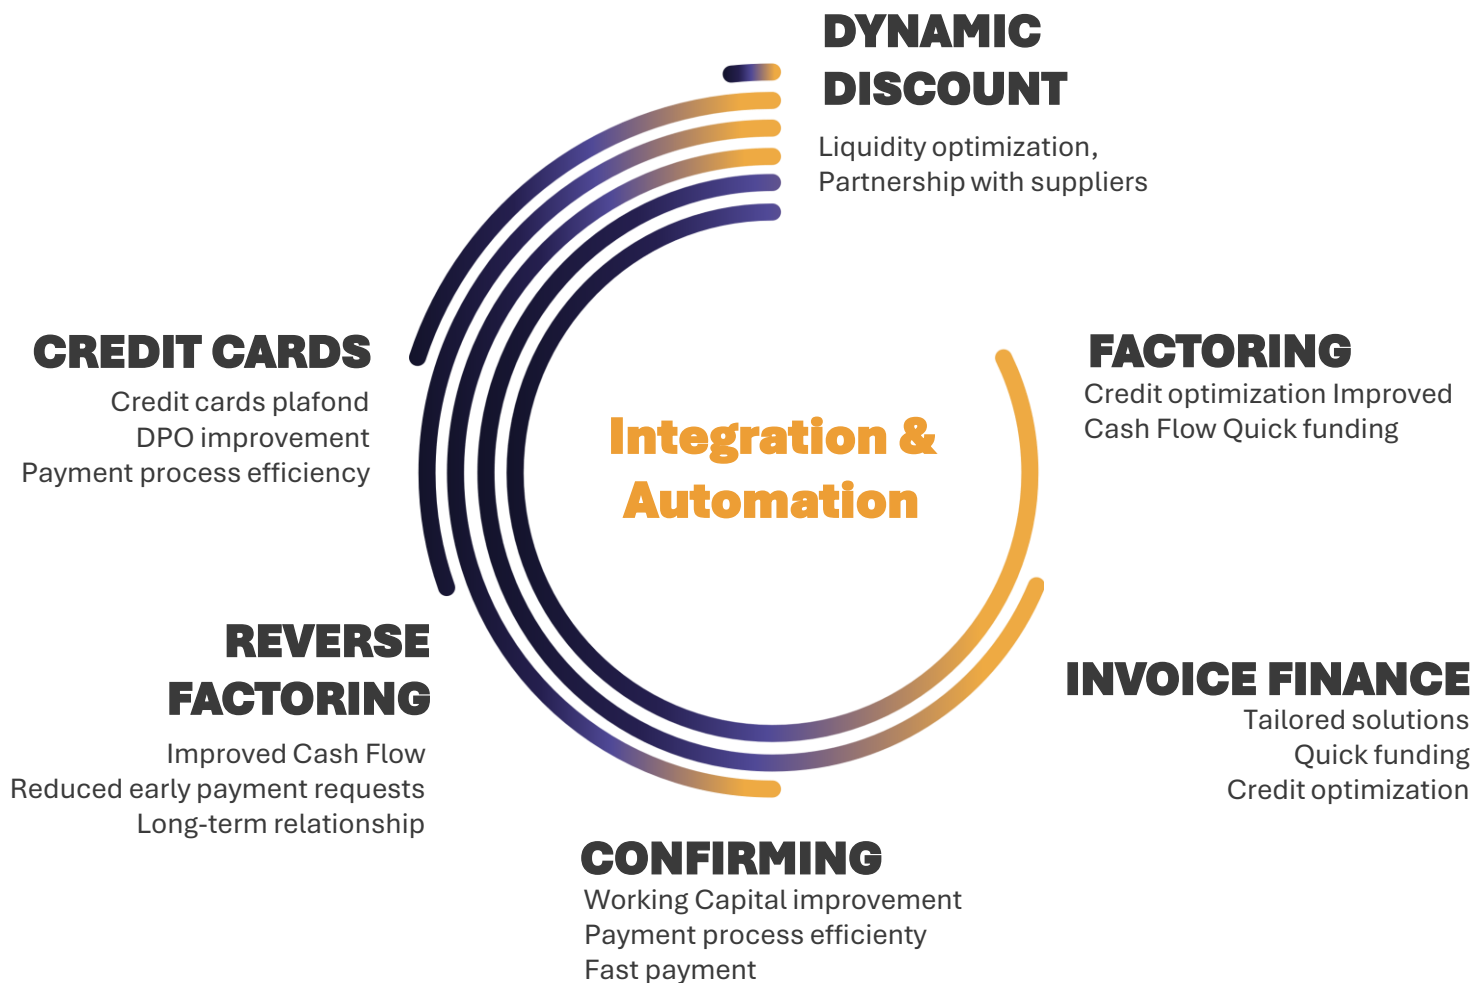 DYNAMIC
DISCOUNT
Liquidity optimization,
Partnership with suppliers
CREDIT CARDS
Credit cards plafond
DPO improvement
Payment process efficiency
FACTORING
Credit optimization Improved
Cash Flow Quick funding
Integration &
Automation
REVERSE
FACTORING
Improved Cash Flow
Reduced early payment requests
Long-term relationship
INVOICE FINANCE
Tailored solutions
Quick funding
Credit optimization
CONFIRMING
Working Capital improvement
Payment process efficienty
Fast payment